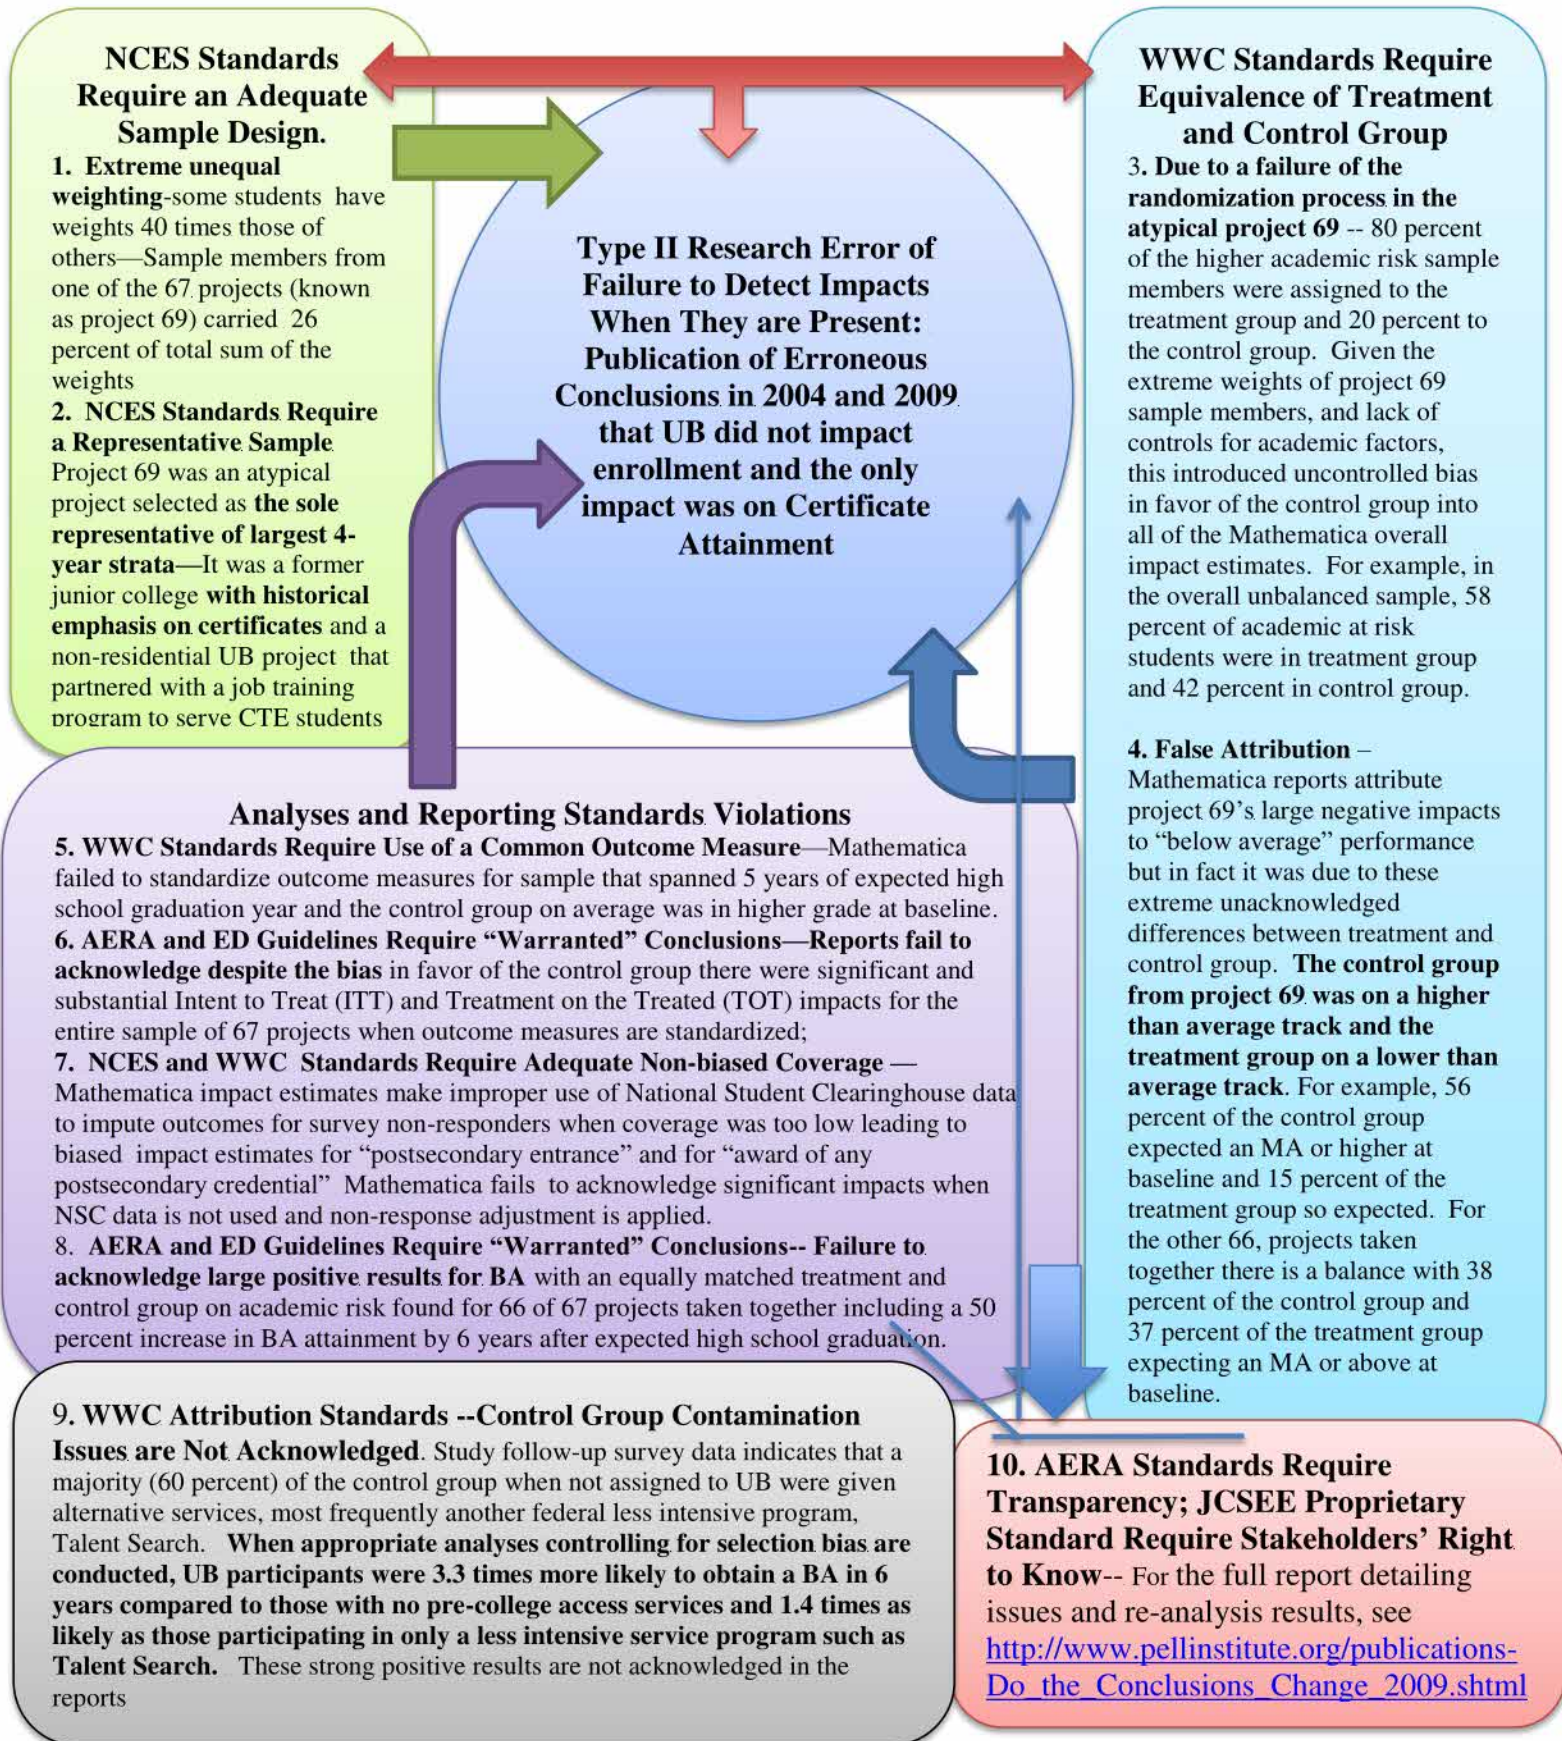 NCES Standards
Require an Adequate
Sample Design.
1. Extreme unequal
weighting-some students have
weights 40 times those of
others—Sample members from
one of the 67 projects (known
as project 69) carried 26
percent of total sum of the
weights
2. NCES Standards Require
a Representative Sample
Project 69 was an atypical
project selected as the sole
representative of largest 4-
year strata—It was a former
junior college with historical
emphasis on certificates and a
non-residential UB project that
partnered with a job training
program to serve CTE students
Type II Research Error of
Failure to Detect Impacts
When They are Present:
Publication of Erroneous
Conclusions in 2004 and 2009
that UB did not impact
enrollment and the only
impact was on Certificate
Attainment
WWC Standards Require
Equivalence of Treatment
and Control Group
3. Due to a failure of the
randomization process in the
atypical project 69 -- 80 percent
of the higher academic risk sample
members were assigned to the
treatment group and 20 percent to
the control group. Given the
extreme weights of project 69
sample members, and lack of
controls for academic factors,
this introduced uncontrolled bias
in favor of the control group into
all of the Mathematica overall
impact estimates. For example, in
the overall unbalanced sample, 58
percent of academic at risk
students were in treatment group
and 42 percent in control group.
4. False Attribution –
Mathematica reports attribute
project 69's large negative impacts
to “below average” performance
but in fact it was due to these
extreme unacknowledged
differences between treatment and
control group. The control group
from project 69 was on a higher
than average track and the
treatment group on a lower than
average track. For example, 56
percent of the control group
expected an MA or higher at
baseline and 15 percent of the
treatment group so expected. For
the other 66, projects taken
together there is a balance with 38
percent of the control group and
37 percent of the treatment group
expecting an MA or above at
baseline.
Analyses and Reporting Standards Violations
5. WWC Standards Require Use of a Common Outcome Measure—Mathematica
failed to standardize outcome measures for sample that spanned 5 years of expected high
school graduation year and the control group on average was in higher grade at baseline.
6. AERA and ED Guidelines Require “Warranted” Conclusions—Reports fail to
acknowledge despite the bias in favor of the control group there were significant and
substantial Intent to Treat (ITT) and Treatment on the Treated (TOT) impacts for the
entire sample of 67 projects when outcome measures are standardized;
7. NCES and WWC Standards Require Adequate Non-biased Coverage —
Mathematica impact estimates make improper use of National Student Clearinghouse data
to impute outcomes for survey non-responders when coverage was too low leading to
biased impact estimates for “postsecondary entrance” and for “award of any
postsecondary credential” Mathematica fails to acknowledge significant impacts when
NSC data is not used and non-response adjustment is applied.
8. AERA and ED Guidelines Require “Warranted” Conclusions-- Failure to
acknowledge large positive results for BA with an equally matched treatment and
control group on academic risk found for 66 of 67 projects taken together including a 50
percent increase in BA attainment by 6 years after expected high school graduation.
9. WWC Attribution Standards --Control Group Contamination
Issues are Not Acknowledged. Study follow-up survey data indicates that a
majority (60 percent) of the control group when not assigned to UB were given
alternative services, most frequently another federal less intensive program,
Talent Search. When appropriate analyses controlling for selection bias are
conducted, UB participants were 3.3 times more likely to obtain a BA in 6
years compared to those with no pre-college access services and 1.4 times as
likely as those participating in only a less intensive service program such as
Talent Search. These strong positive results are not acknowledged in the
reports
10. AERA Standards Require
Transparency; JCSEE Proprietary
Standard Require Stakeholders' Right
to Know-- For the full report detailing
issues and re-analysis results, see
http://www.pellinstitute.org/publications-
Do_the_Conclusions_Change_2009.shtml